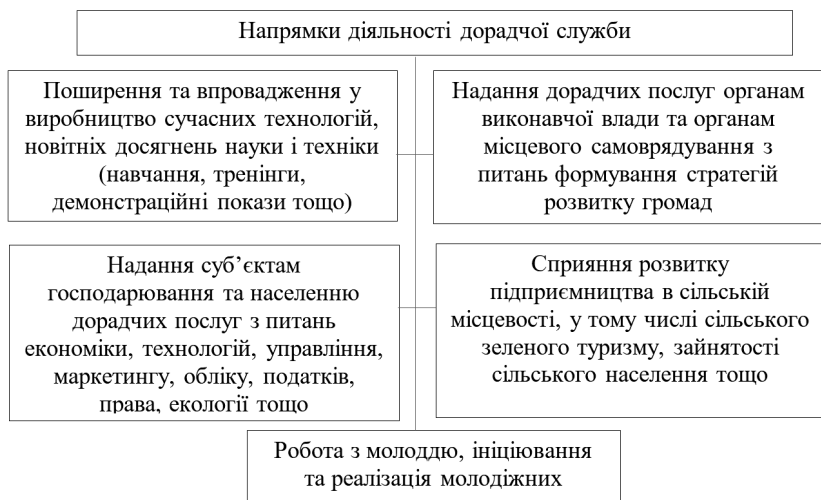 Напрямки діяльності дорадчої служби
Поширення та впровадження у
виробництво сучасних технологій,
новітніх досягнень науки і техніки
(навчання, тренінги,
демонстраційні покази тощо)
Надання дорадчих послуг органам
виконавчої влади та органам
місцевого самоврядування з
питань формування стратегій
розвитку громад
Надання суб’єктам
господарювання та населенню
дорадчих послуг з питань
економіки, технологій, управління,
маркетингу, обліку, податків,
права, екології тощо
Сприяння розвитку
підприємництва в сільській
місцевості, у тому числі сільського
зеленого туризму, зайнятості
сільського населення тощо
Робота з молоддю, ініціювання
та реалізація молодіжних